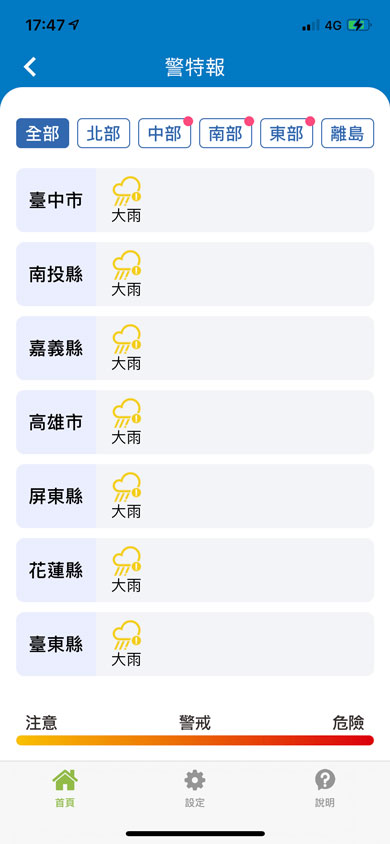 17:47
4G
警特報
全部 北部 中部 南部 東部 離島
臺中市
大雨
南投縣
大雨
嘉義縣
大雨
高雄市
大雨
屏東縣
大雨
花蓮縣
大雨
臺東縣
大雨
注意 警戒 危險
首頁 設定 說明